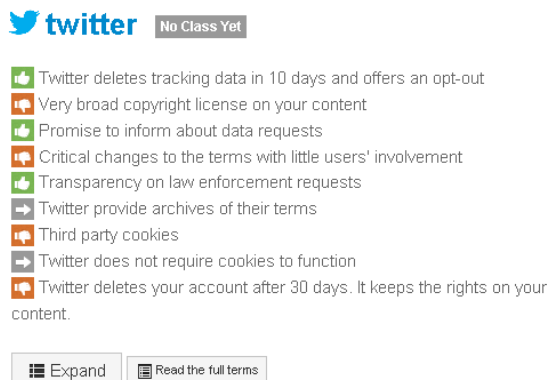 twitter No Class Yet
Twitter deletes tracking data in 10 days and offers an opt-out
Very broad copyright license on your content
Promise to inform about data requests
Critical changes to the terms with little users' involvement
Transparency on law enforcement requests
Twitter provide archives of their terms
Third party cookies
Twitter does not require cookies to function
Twitter deletes your account after 30 days. It keeps the rights on your
content.
Expand Read the full terms